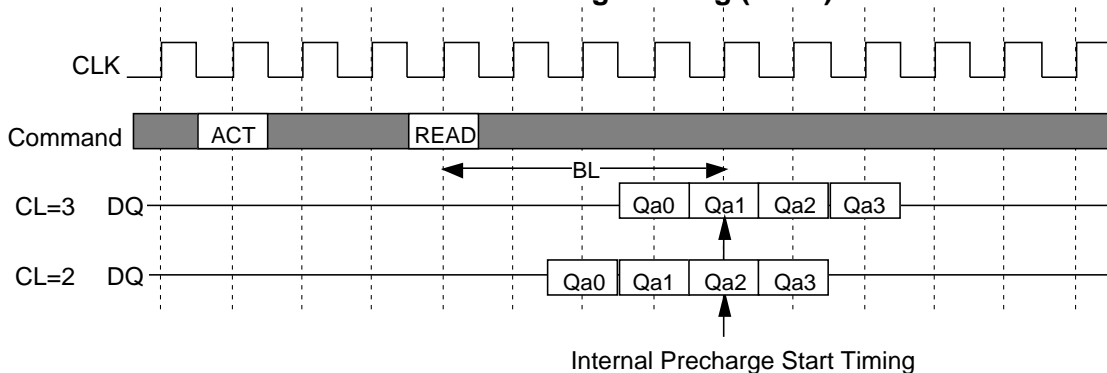 CLK
Command ACT READ
BL
CL=3 DQ Qa0 Qa1 Qa2 Qa3
CL=2 DQ Qa0 Qa1 Qa2 Qa3
Internal Precharge Start Timing